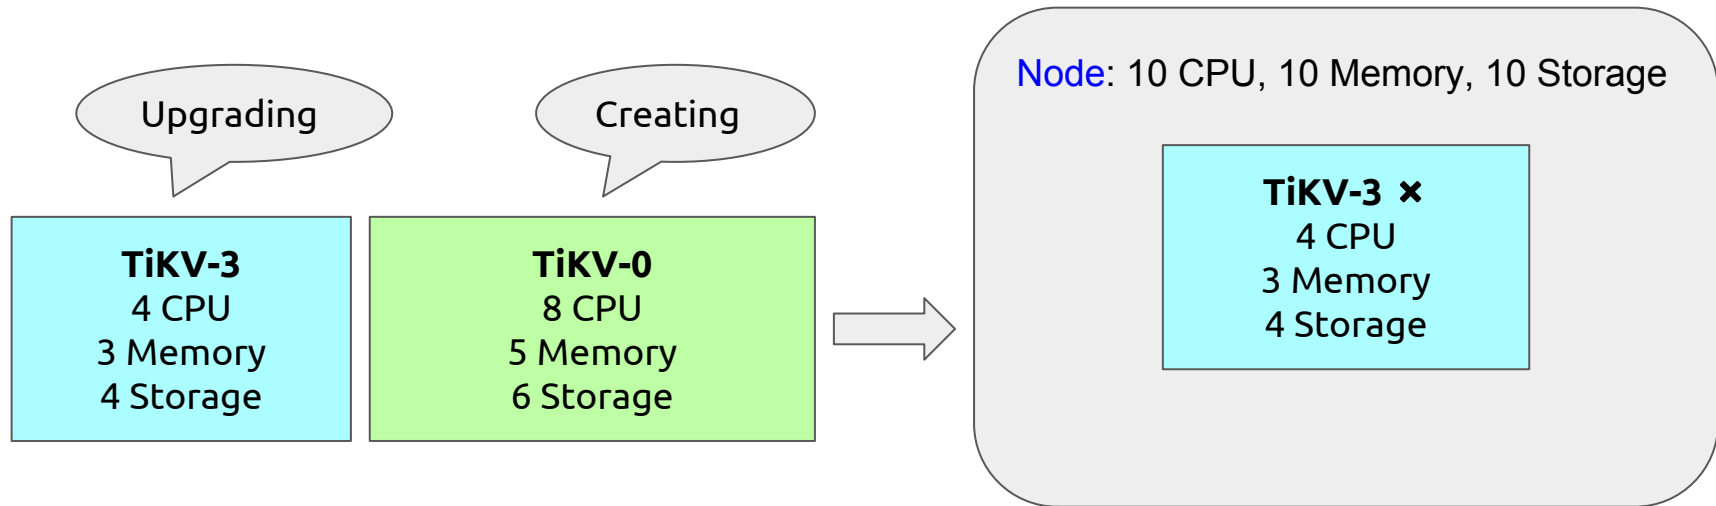 Upgrading
TiKV-3
4 CPU
3 Memory
4 Storage
Creating
TiKV-0
8 CPU
5 Memory
6 Storage
Node: 10 CPU, 10 Memory, 10 Storage
TiKV-3 ×
4 CPU
3 Memory
4 Storage